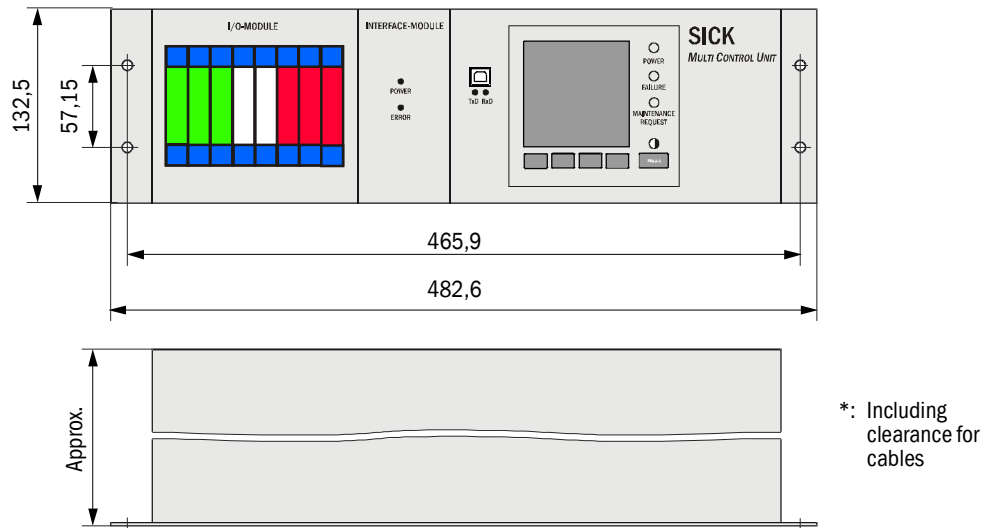 I/O-MODULE
INTERFACE-MODULE
POWER
ERROR
TxD RxD
POWER
FAILURE
MAINTENANCE
REQUEST
Meas
SICK
MULTI CONTROL UNIT
132,5
57,15
465,9
482,6
Approx.
*: Including
clearance for
cables